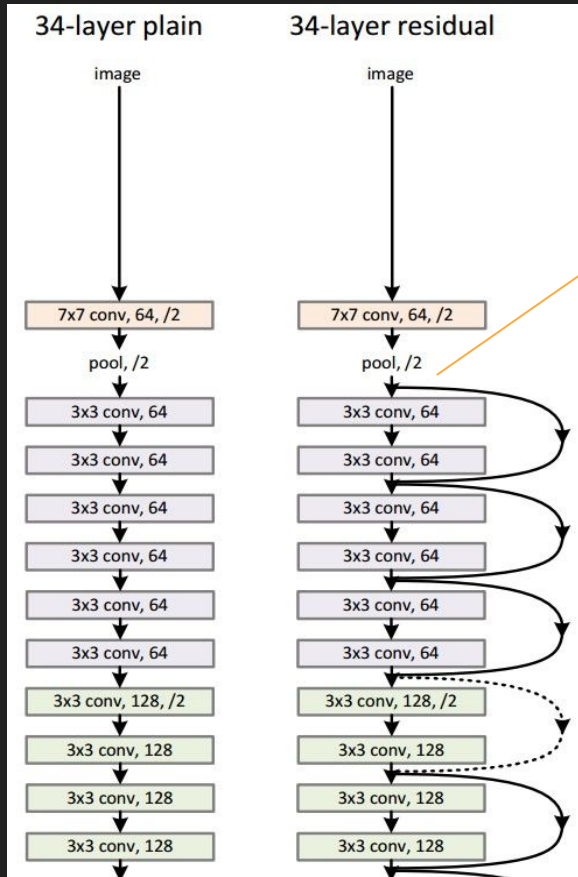 34-layer plain
image
7x7 conv, 64, /2
pool, /2
3x3 conv, 64
3x3 conv, 64
3x3 conv, 64
3x3 conv, 64
3x3 conv, 64
3x3 conv, 64
3x3 conv, 128, /2
3x3 conv, 128
3x3 conv, 128
3x3 conv, 128
34-layer residual
image
7x7 conv, 64, /2
pool, /2
3x3 conv, 64
3x3 conv, 64
3x3 conv, 64
3x3 conv, 64
3x3 conv, 64
3x3 conv, 64
3x3 conv, 128, /2
3x3 conv, 128
3x3 conv, 128
3x3 conv, 128